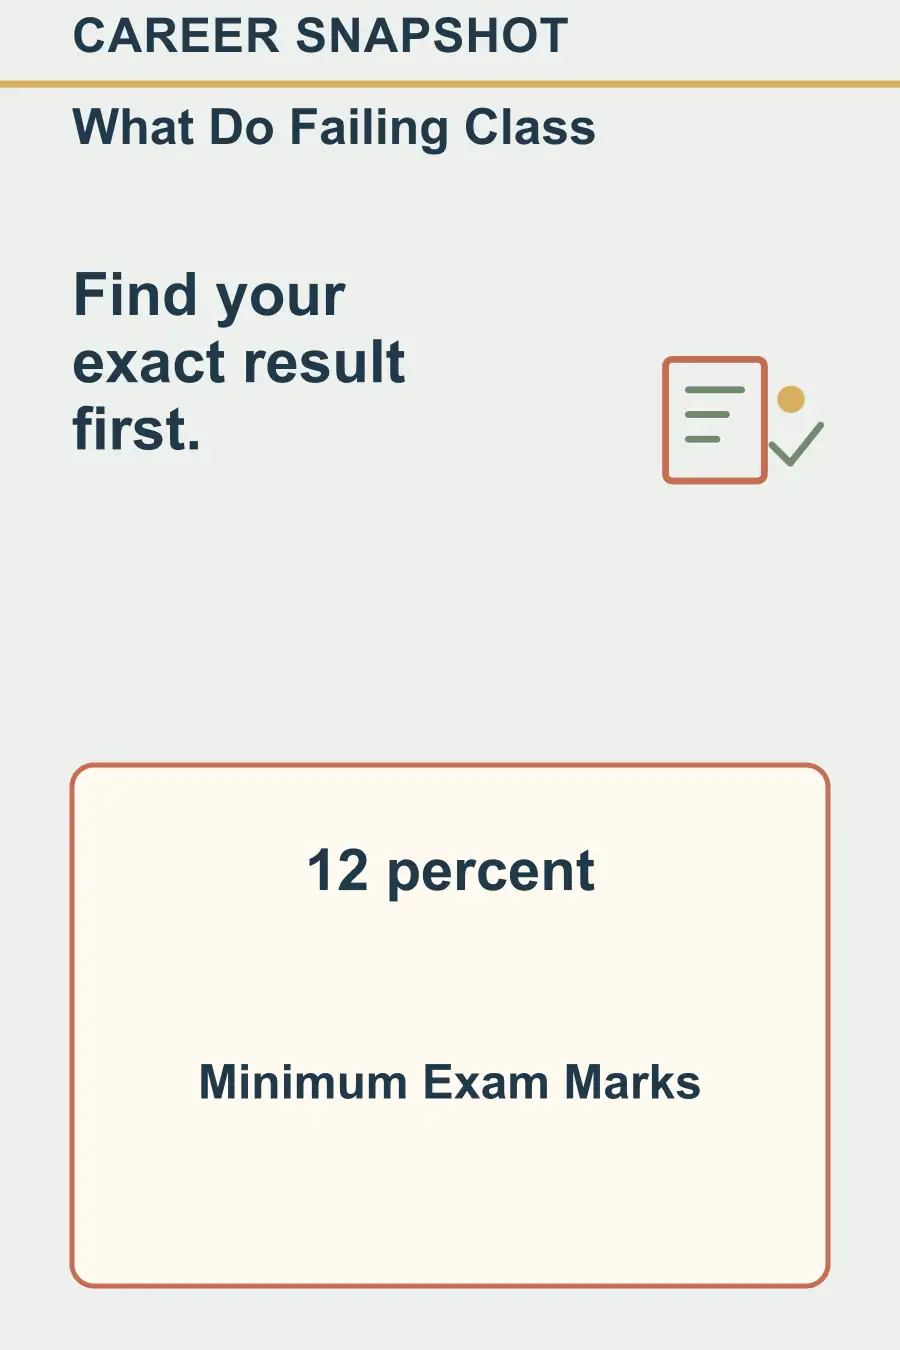 CAREER SNAPSHOT
What Do Failing Class
Find your
exact result
first.
12 percent
Minimum Exam Marks